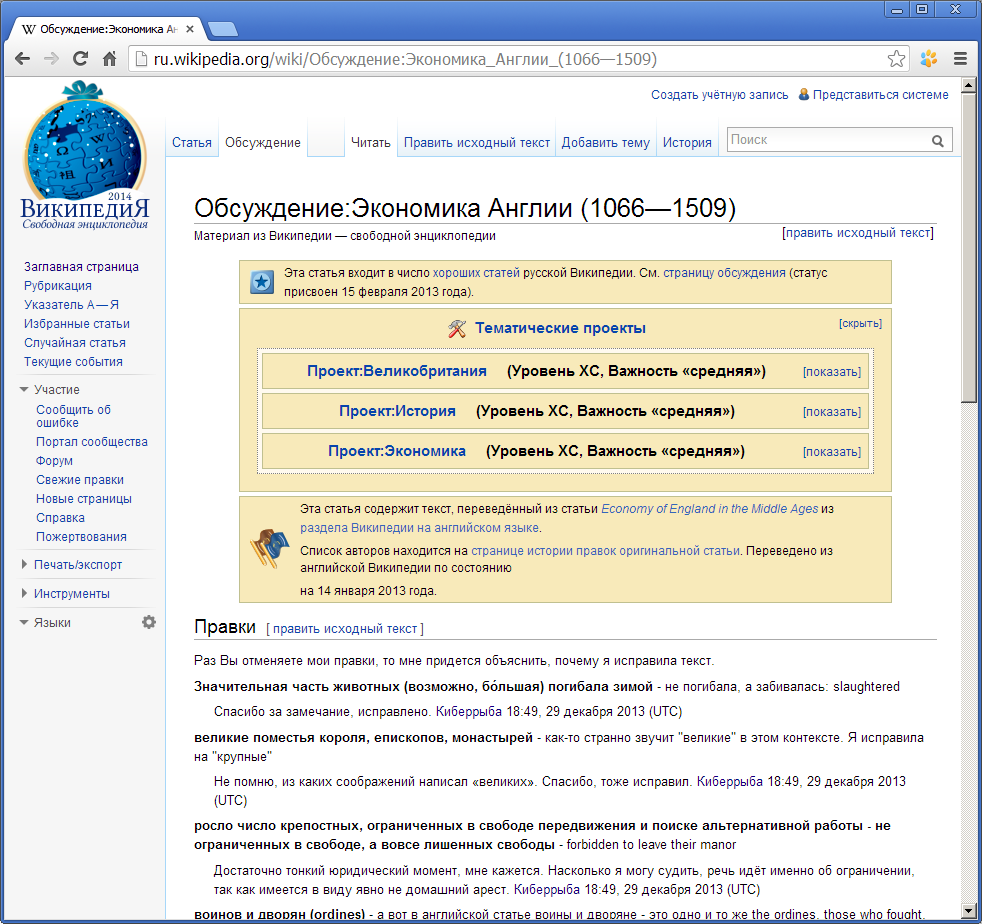 Обсуждение:Экономика Ан
ru.wikipedia.org/wiki/Обсуждение:Экономика_Англии_(1066—1509)
Создать учётную запись Представиться системе
Статья Обсуждение Читать Править исходный текст Добавить тему История Поиск
2014
ВикипедиЯ
Свободная энциклопедия
Заглавная страница
Рубрикация
Указатель А — Я
Избранные статьи
Случайная статья
Текущие события
Участие
Сообщить об
ошибке
Портал сообщества
Форум
Свежие правки
Новые страницы
Справка
Пожертвования
Печать/экспорт
Инструменты
Языки
Обсуждение:Экономика Англии (1066—1509)
Материал из Википедии — свободной энциклопедии [править исходный текст]
Эта статья входит в число хороших статей русской Википедии. См. страницу обсуждения (статус
присвоен 15 февраля 2013 года).
Тематические проекты [скрыть]
Проект:Великобритания (Уровень ХС, Важность «средняя») [показать]
Проект:История (Уровень ХС, Важность «средняя») [показать]
Проект:Экономика (Уровень ХС, Важность «средняя») [показать]
Эта статья содержит текст, переведённый из статьи Economy of England in the Middle Ages из
раздела Википедии на английском языке.
Список авторов находится на странице истории правок оригинальной статьи. Переведено из
английской Википедии по состоянию
на 14 января 2013 года.
Правки [ править исходный текст ]
Раз Вы отменяете мои правки, то мне придется объяснить, почему я исправила текст.
Значительная часть животных (возможно, бо́льшая) погибала зимой - не погибала, а забивалась: slaughtered
Спасибо за замечание, исправлено. Киберрыба 18:49, 29 декабря 2013 (UTC)
великие поместья короля, епископов, монастырей - как-то странно звучит "великие" в этом контексте. Я исправила
на "крупные"
Не помню, из каких соображений написал «великих». Спасибо, тоже исправил. Киберрыба 18:49, 29 декабря 2013
(UTC)
росло число крепостных, ограниченных в свободе передвижения и поиске альтернативной работы - не
ограниченных в свободе, а вовсе лишенных свободы - forbidden to leave their manor
Достаточно тонкий юридический момент, мне кажется. Насколько я могу судить, речь идёт именно об ограничении,
так как имеется в виду явно не домашний арест. Киберрыба 18:49, 29 декабря 2013 (UTC)
воинов и дворян (ordines) - а вот в английской статье воины и дворяне - это одно и то же the ordines, those who fought,